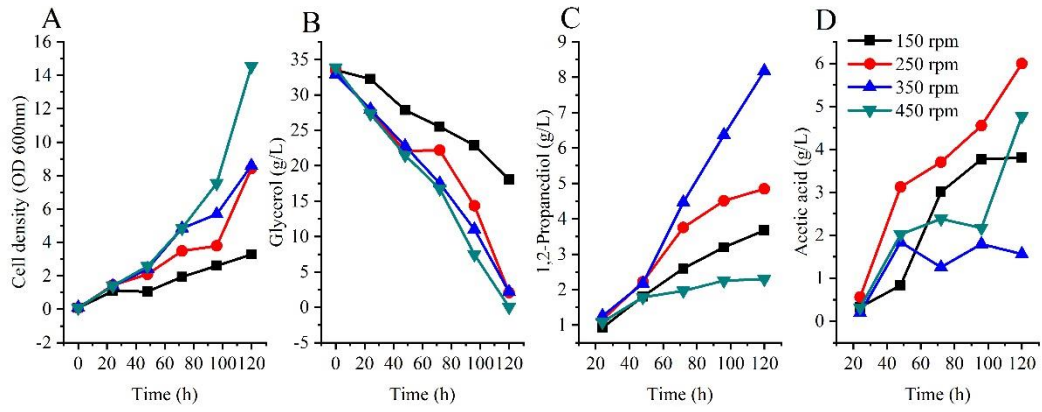 A
Cell density (OD 600nm)
16
14
12
10
8
6
4
2
0
-2
0 20 40 60 80 100 120
Time (h)
B
Glycerol (g/L)
35
30
25
20
15
10
5
0
-5
0 20 40 60 80 100 120
Time (h)
C
1,2-Propanediol (g/L)
9
8
7
6
5
4
3
2
1
20 40 60 80 100 120
Time (h)
D
150 rpm
250 rpm
350 rpm
450 rpm
Acctic acid (g/L)
6
5
4
3
2
1
0
20 40 60 80 100 120
Time (h)